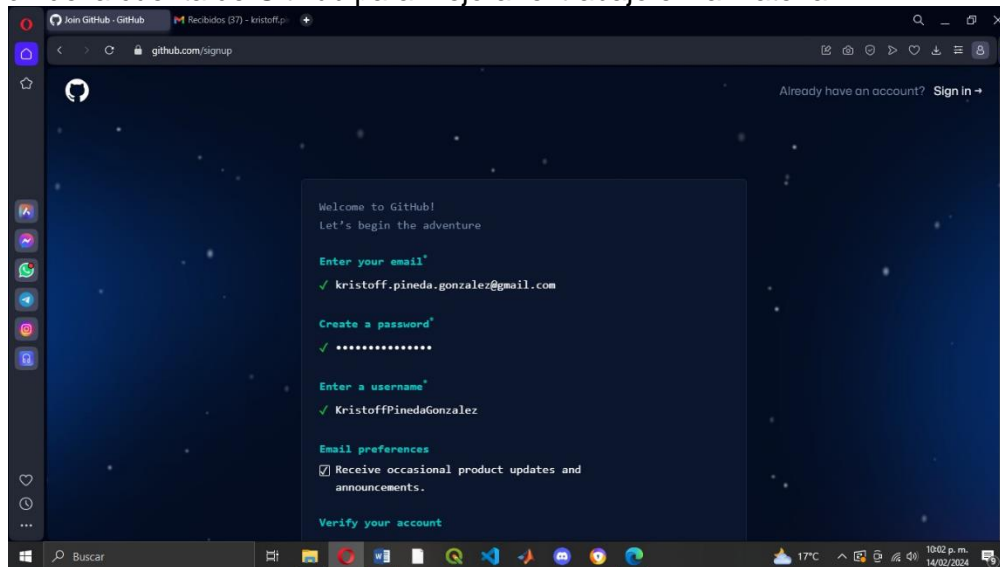 Join GitHub · GitHub
Recibidos (37) - kristoff.pi
github.com/signup
Already have an account? Sign in →
Welcome to GitHub!
Let's begin the adventure
Enter your email*
✓ kristoff.pineda.gonzalez@gmail.com
Create a password*
✓ •••••••••••••••
Enter a username*
✓ KristoffPinedaGonzalez
Email preferences
Receive occasional product updates and
announcements.
Verify your account
Buscar
17°C
10:02 p. m.
14/02/2024